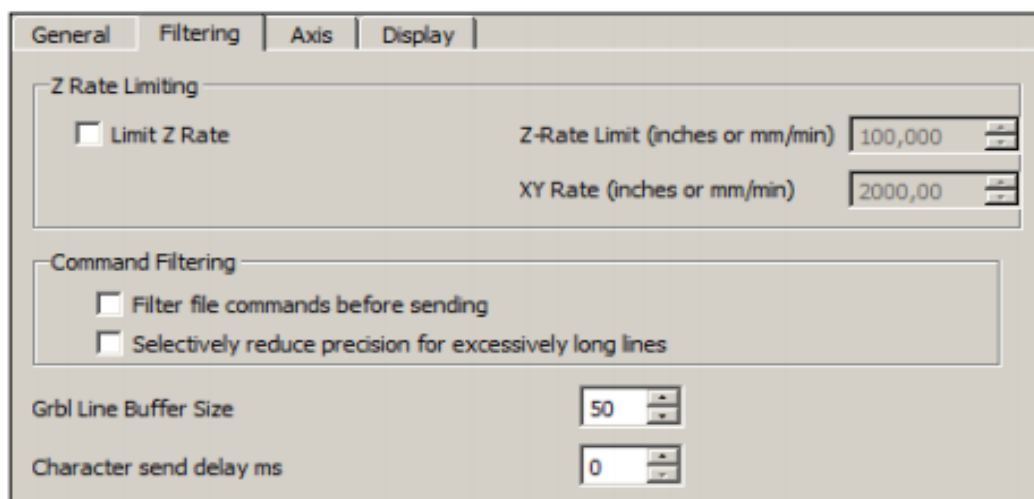 General Filtering Axis Display
Z Rate Limiting
Limit Z Rate Z-Rate Limit (inches or mm/min) 100,000
XY Rate (inches or mm/min) 2000,00
Command Filtering
Filter file commands before sending
Selectively reduce precision for excessively long lines
Grbl Line Buffer Size 50
Character send delay ms 0